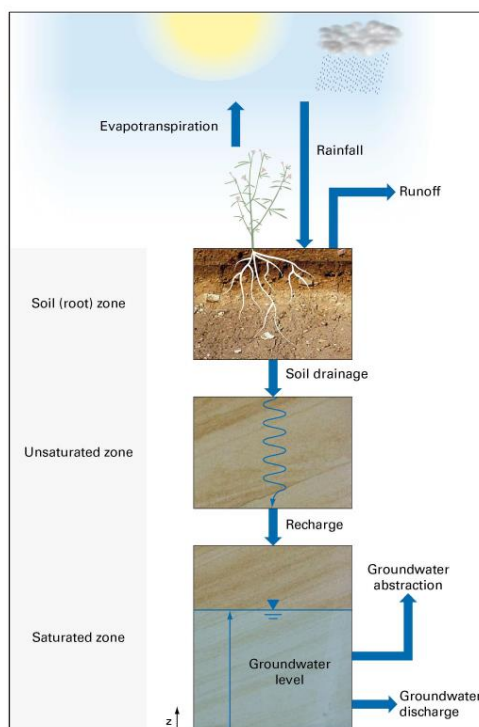 Evapotranspiration
Rainfall
Runoff
Soil (root) zone
Soil drainage
Unsaturated zone
Recharge
Groundwater
abstraction
Saturated zone
Groundwater
level
Groundwater
discharge
z